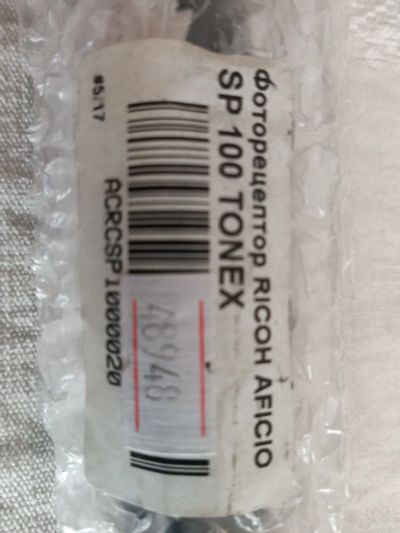 Фоторецептор RICOH AFICIO
SP 100 TONEX
48948
ACRCSP1000020
#5/17